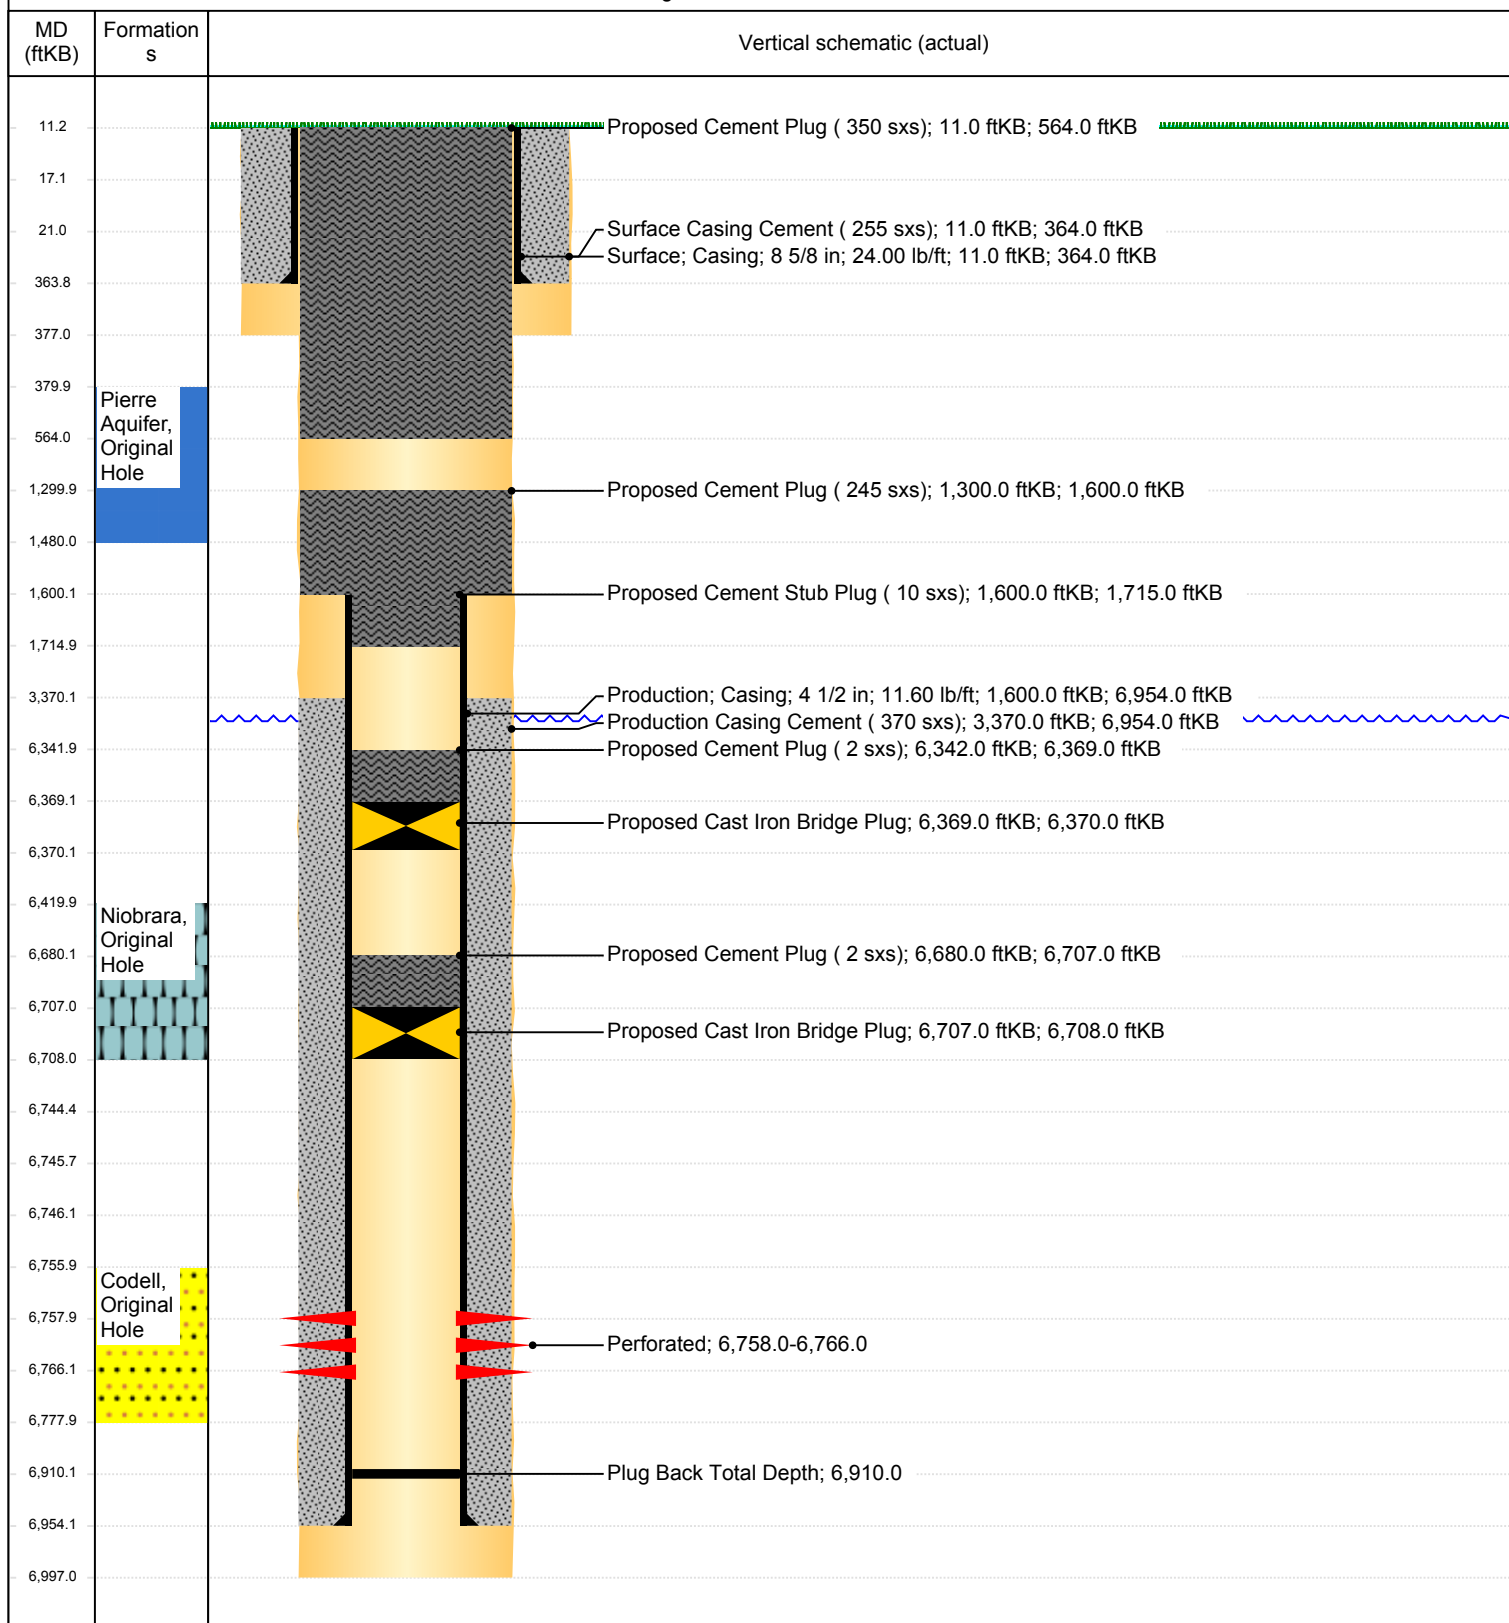 MD
(ftKB)
Formation
s
Vertical schematic (actual)
11.2
Proposed Cement Plug ( 350 sxs); 11.0 ftKB; 564.0 ftKB
17.1
21.0
Surface Casing Cement ( 255 sxs); 11.0 ftKB; 364.0 ftKB
Surface; Casing; 8 5/8 in; 24.00 lb/ft; 11.0 ftKB; 364.0 ftKB
363.8
377.0
379.9
Pierre
Aquifer,
Original
Hole
564.0
1,299.9
Proposed Cement Plug ( 245 sxs); 1,300.0 ftKB; 1,600.0 ftKB
1,480.0
1,600.1
Proposed Cement Stub Plug ( 10 sxs); 1,600.0 ftKB; 1,715.0 ftKB
1,714.9
3,370.1
Production; Casing; 4 1/2 in; 11.60 lb/ft; 1,600.0 ftKB; 6,954.0 ftKB
Production Casing Cement ( 370 sxs); 3,370.0 ftKB; 6,954.0 ftKB
6,341.9
Proposed Cement Plug ( 2 sxs); 6,342.0 ftKB; 6,369.0 ftKB
6,369.1
Proposed Cast Iron Bridge Plug; 6,369.0 ftKB; 6,370.0 ftKB
6,370.1
6,419.9
Niobrara,
Original
Hole
6,680.1
Proposed Cement Plug ( 2 sxs); 6,680.0 ftKB; 6,707.0 ftKB
6,707.0
Proposed Cast Iron Bridge Plug; 6,707.0 ftKB; 6,708.0 ftKB
6,708.0
6,744.4
6,745.7
6,746.1
6,755.9
Codell,
Original
Hole
6,757.9
Perforated; 6,758.0-6,766.0
6,766.1
6,777.9
6,910.1
Plug Back Total Depth; 6,910.0
6,954.1
6,997.0